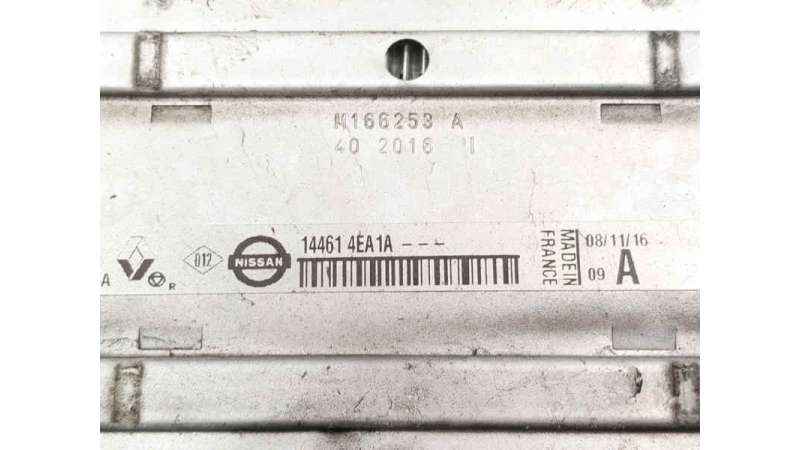 M166253 A
40 2016
14461 4EA1A ---
NISSAN
012
A
R
MADE IN
FRANCE
08/11/16
09 A